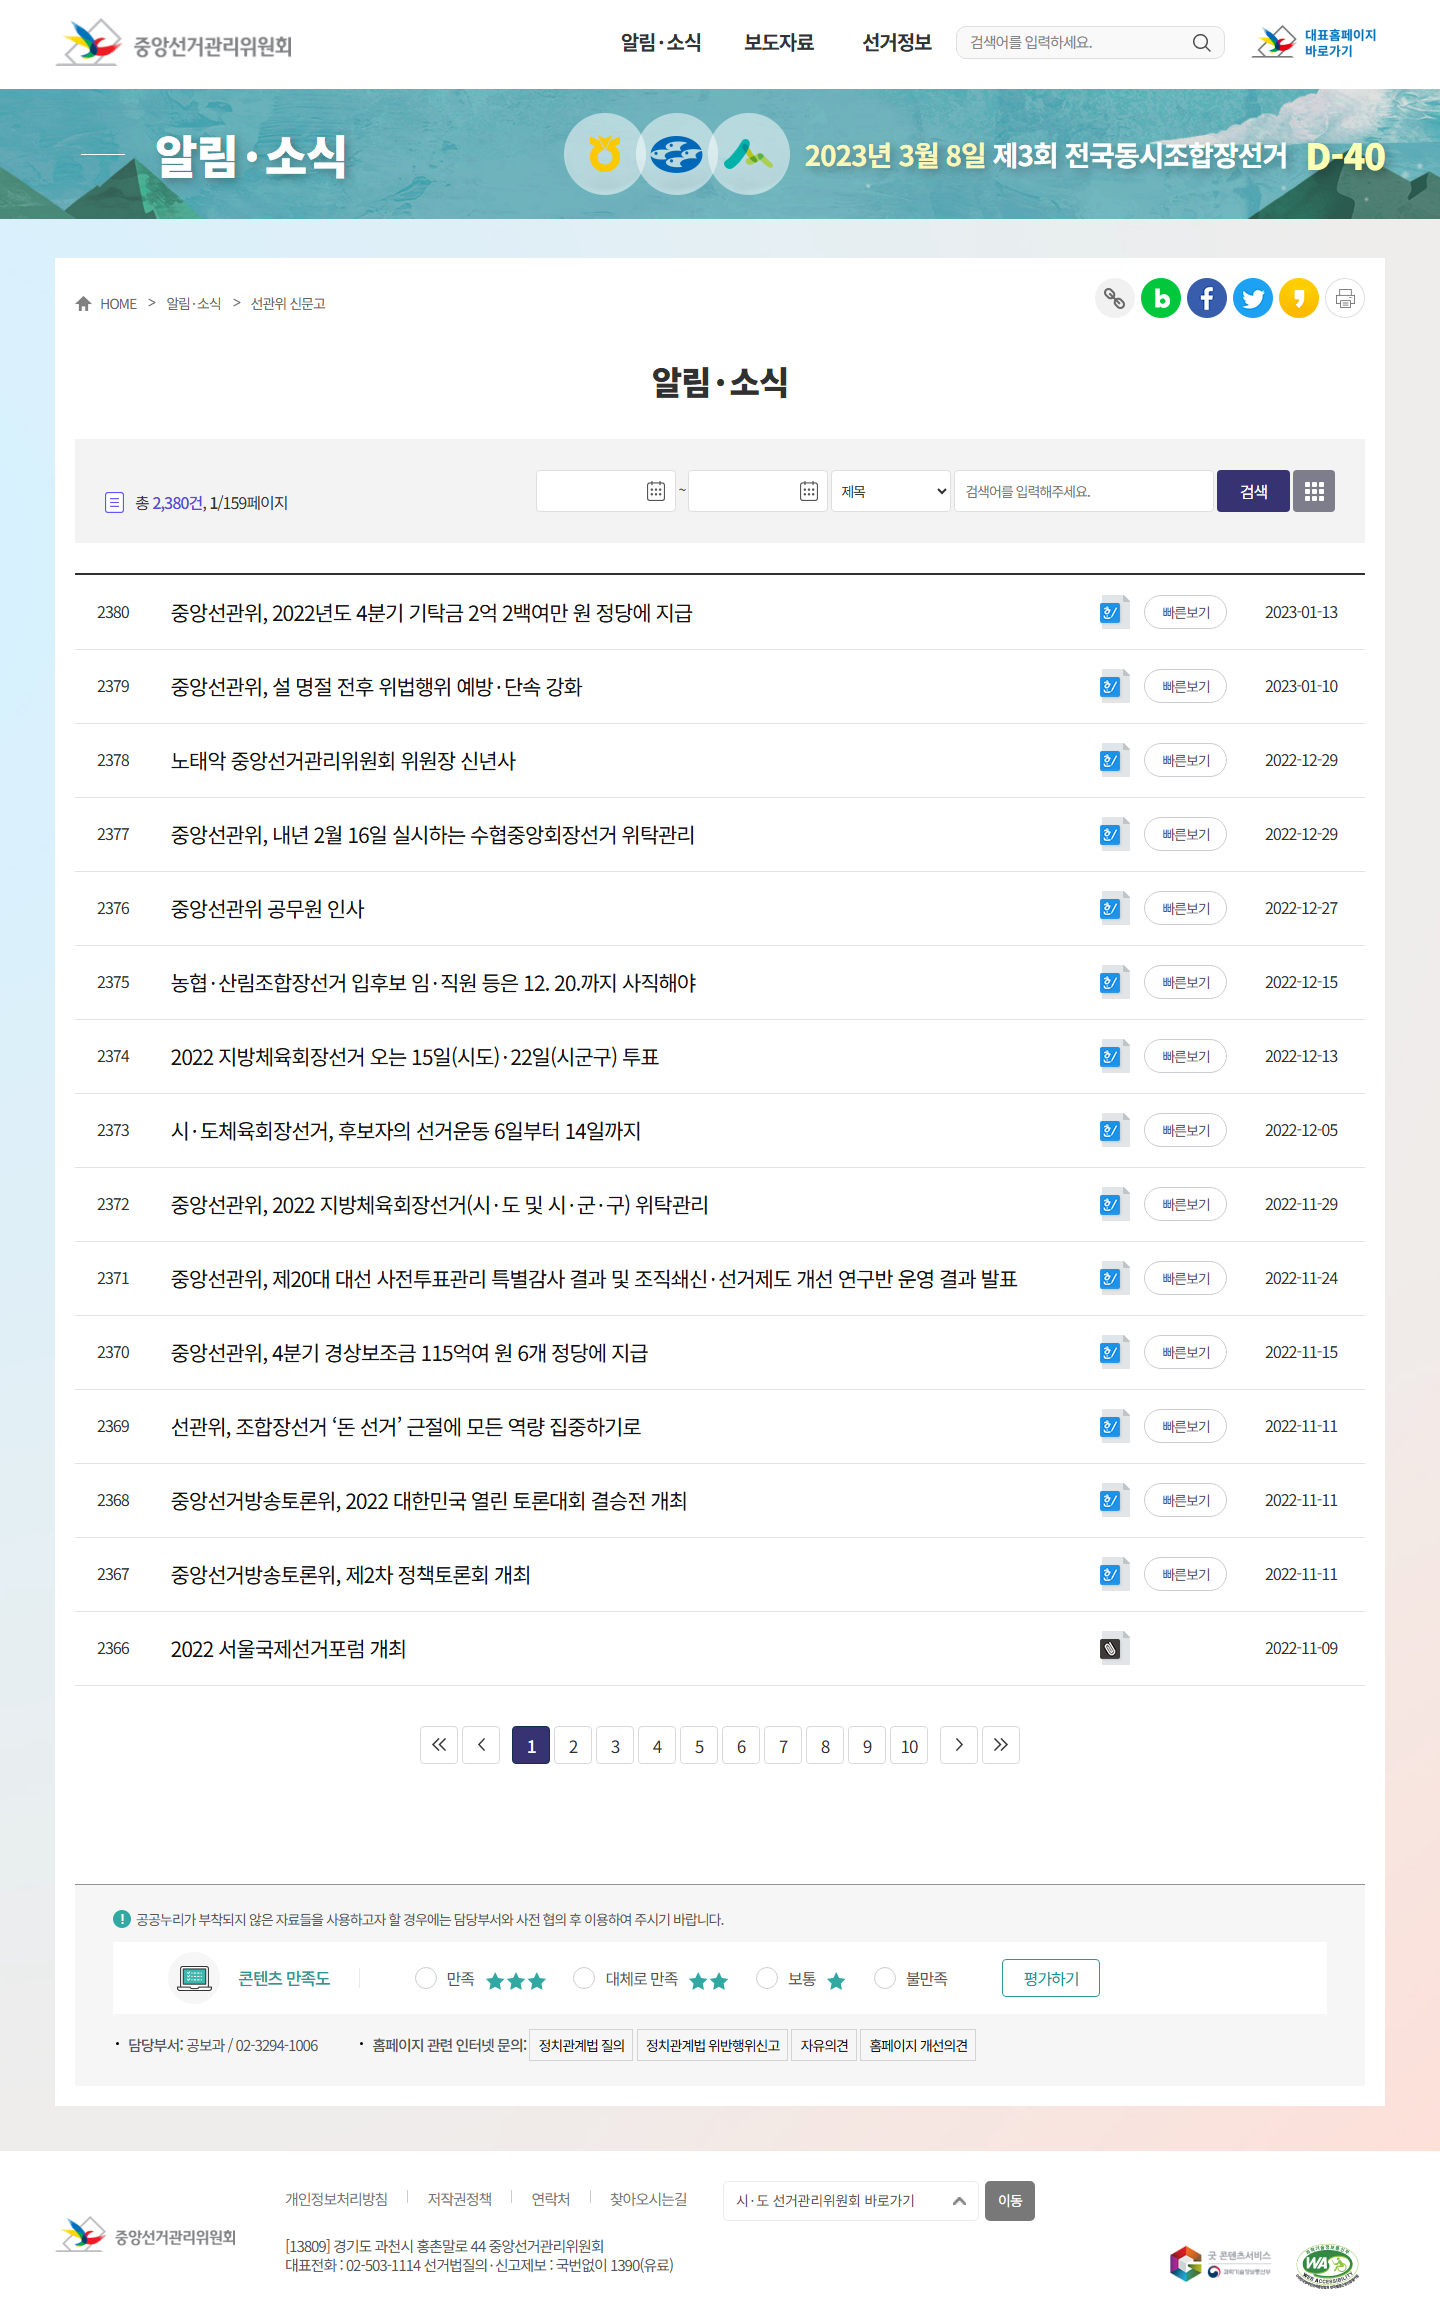 중앙선거관리위원회
알림·소식 보도자료 선거정보 검색어를 입력하세요. 대표홈페이지 바로가기
알림·소식
2023년 3월 8일 제3회 전국동시조합장선거 D-40
HOME > 알림·소식 > 선관위 신문고
알림·소식
총 2,380건, 1/159페이지 ~ 제목 검색어를 입력해주세요. 검색
2380 중앙선관위, 2022년도 4분기 기탁금 2억 2백여만 원 정당에 지급 빠른보기 2023-01-13
2379 중앙선관위, 설 명절 전후 위법행위 예방·단속 강화 빠른보기 2023-01-10
2378 노태악 중앙선거관리위원회 위원장 신년사 빠른보기 2022-12-29
2377 중앙선관위, 내년 2월 16일 실시하는 수협중앙회장선거 위탁관리 빠른보기 2022-12-29
2376 중앙선관위 공무원 인사 빠른보기 2022-12-27
2375 농협·산림조합장선거 입후보 임·직원 등은 12. 20.까지 사직해야 빠른보기 2022-12-15
2374 2022 지방체육회장선거 오는 15일(시도)·22일(시군구) 투표 빠른보기 2022-12-13
2373 시·도체육회장선거, 후보자의 선거운동 6일부터 14일까지 빠른보기 2022-12-05
2372 중앙선관위, 2022 지방체육회장선거(시·도 및 시·군·구) 위탁관리 빠른보기 2022-11-29
2371 중앙선관위, 제20대 대선 사전투표관리 특별감사 결과 및 조직쇄신·선거제도 개선 연구반 운영 결과 발표 빠른보기 2022-11-24
2370 중앙선관위, 4분기 경상보조금 115억여 원 6개 정당에 지급 빠른보기 2022-11-15
2369 선관위, 조합장선거 ‘돈 선거’ 근절에 모든 역량 집중하기로 빠른보기 2022-11-11
2368 중앙선거방송토론위, 2022 대한민국 열린 토론대회 결승전 개최 빠른보기 2022-11-11
2367 중앙선거방송토론위, 제2차 정책토론회 개최 빠른보기 2022-11-11
2366 2022 서울국제선거포럼 개최 2022-11-09
1 2 3 4 5 6 7 8 9 10
공공누리가 부착되지 않은 자료들을 사용하고자 할 경우에는 담당부서와 사전 협의 후 이용하여 주시기 바랍니다.
콘텐츠 만족도 만족 ★★★ 대체로 만족 ★★ 보통 ★ 불만족 평가하기
· 담당부서: 공보과 / 02-3294-1006 · 홈페이지 관련 인터넷 문의: 정치관계법 질의 정치관계법 위반행위신고 자유의견 홈페이지 개선의견
개인정보처리방침 저작권정책 연락처 찾아오시는길 시·도 선거관리위원회 바로가기 이동
중앙선거관리위원회
[13809] 경기도 과천시 홍촌말로 44 중앙선거관리위원회
대표전화 : 02-503-1114 선거법질의·신고제보 : 국번없이 1390(유료)
굿 콘텐츠서비스
과학기술정보통신부
WA
WEB ACCESSIBILITY